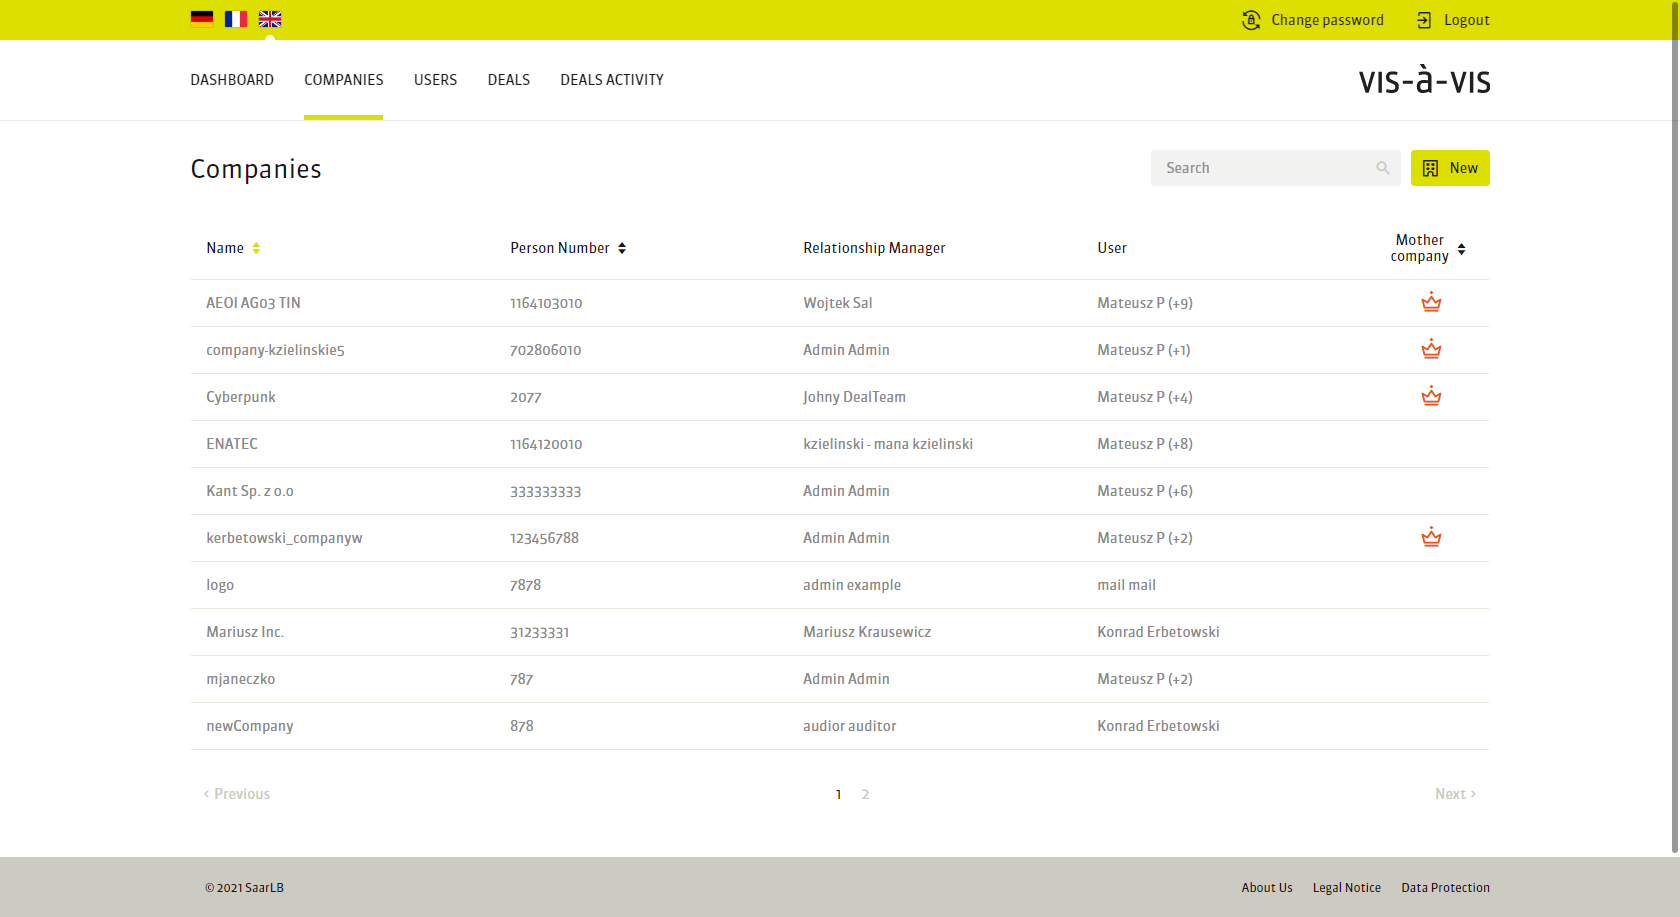 Change password Logout
DASHBOARD COMPANIES USERS DEALS DEALS ACTIVITY VIS-à-VIS
Companies Search New
Name Person Number Relationship Manager User Mother company
AEOI AG03 TIN 1164103010 Wojtek Sal Mateusz P (+9)
company-kzielinskie5 702806010 Admin Admin Mateusz P (+1)
Cyberpunk 2077 Johny DealTeam Mateusz P (+4)
ENATEC 1164120010 kzielinski - mana kzielinski Mateusz P (+8)
Kant Sp. z o.o 333333333 Admin Admin Mateusz P (+6)
kerbetowski_companyw 123456788 Admin Admin Mateusz P (+2)
logo 7878 admin example mail mail
Mariusz Inc. 31233331 Mariusz Krausewicz Konrad Erbetowski
mjaneczko 787 Admin Admin Mateusz P (+2)
newCompany 878 audior auditor Konrad Erbetowski
‹ Previous 1 2 Next ›
© 2021 SaarLB About Us Legal Notice Data Protection